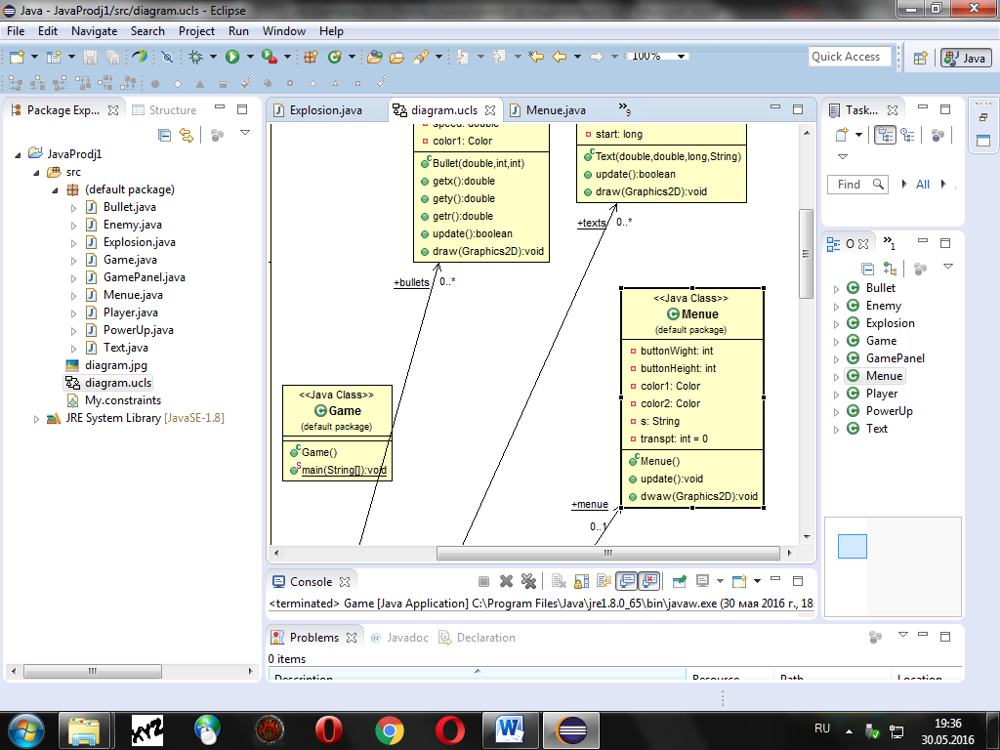 Java - JavaProdj1/src/diagram.ucls - Eclipse
File Edit Navigate Search Project Run Window Help
100%
Quick Access
Java
Package Exp...
Structure
JavaProdj1
src
(default package)
Bullet.java
Enemy.java
Explosion.java
Game.java
GamePanel.java
Menue.java
Player.java
PowerUp.java
Text.java
diagram.jpg
diagram.ucls
My.constraints
JRE System Library [JavaSE-1.8]
Explosion.java
diagram.ucls
Menue.java
9
speed: double
color1: Color
Bullet(double,int,int)
getx():double
gety():double
getr():double
update():boolean
draw(Graphics2D):void
+bullets 0..*
start: long
Text(double,double,long,String)
update():boolean
draw(Graphics2D):void
+texts 0..*
<<Java Class>>
Game
(default package)
Game()
main(String[]):void
<<Java Class>>
Menue
(default package)
buttonWight: int
buttonHeight: int
color1: Color
color2: Color
s: String
transpt: int = 0
Menue()
update():void
dwaw(Graphics2D):void
+menue
0..1
Task...
Find
All
O
1
Bullet
Enemy
Explosion
Game
GamePanel
Menue
Player
PowerUp
Text
Console
<terminated> Game [Java Application] C:\Program Files\Java\jre1.8.0_65\bin\javaw.exe (30 мая 2016 г., 18:
Problems
@ Javadoc
Declaration
0 items
Description Resource Path Location
XYZ
RU
19:36
30.05.2016